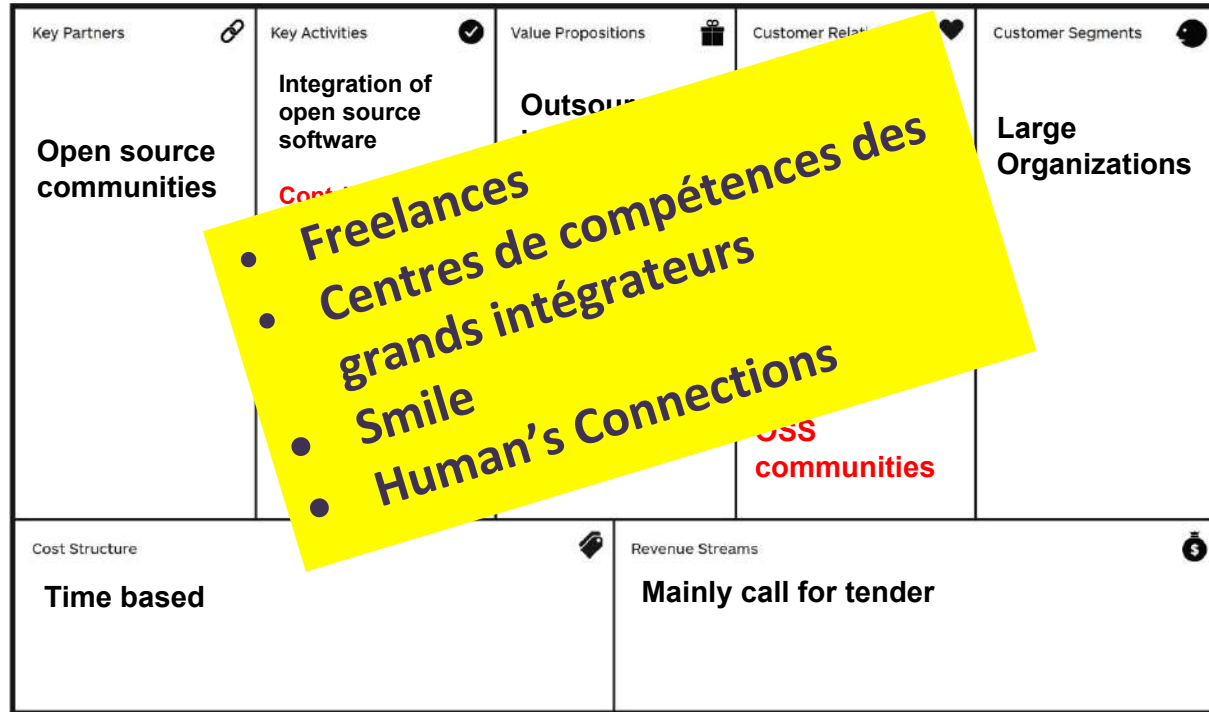 Key Partners
Open source
communities
Key Activities
Integration of
open source
software
Value Propositions
Customer
Customer Segments
Large
Organizations
• Freelances
• Centres de compétences des
grands intégrateurs
• Smile
• Human’s Connections
OSS
communities
Cost Structure
Time based
Revenue Streams
Mainly call for tender